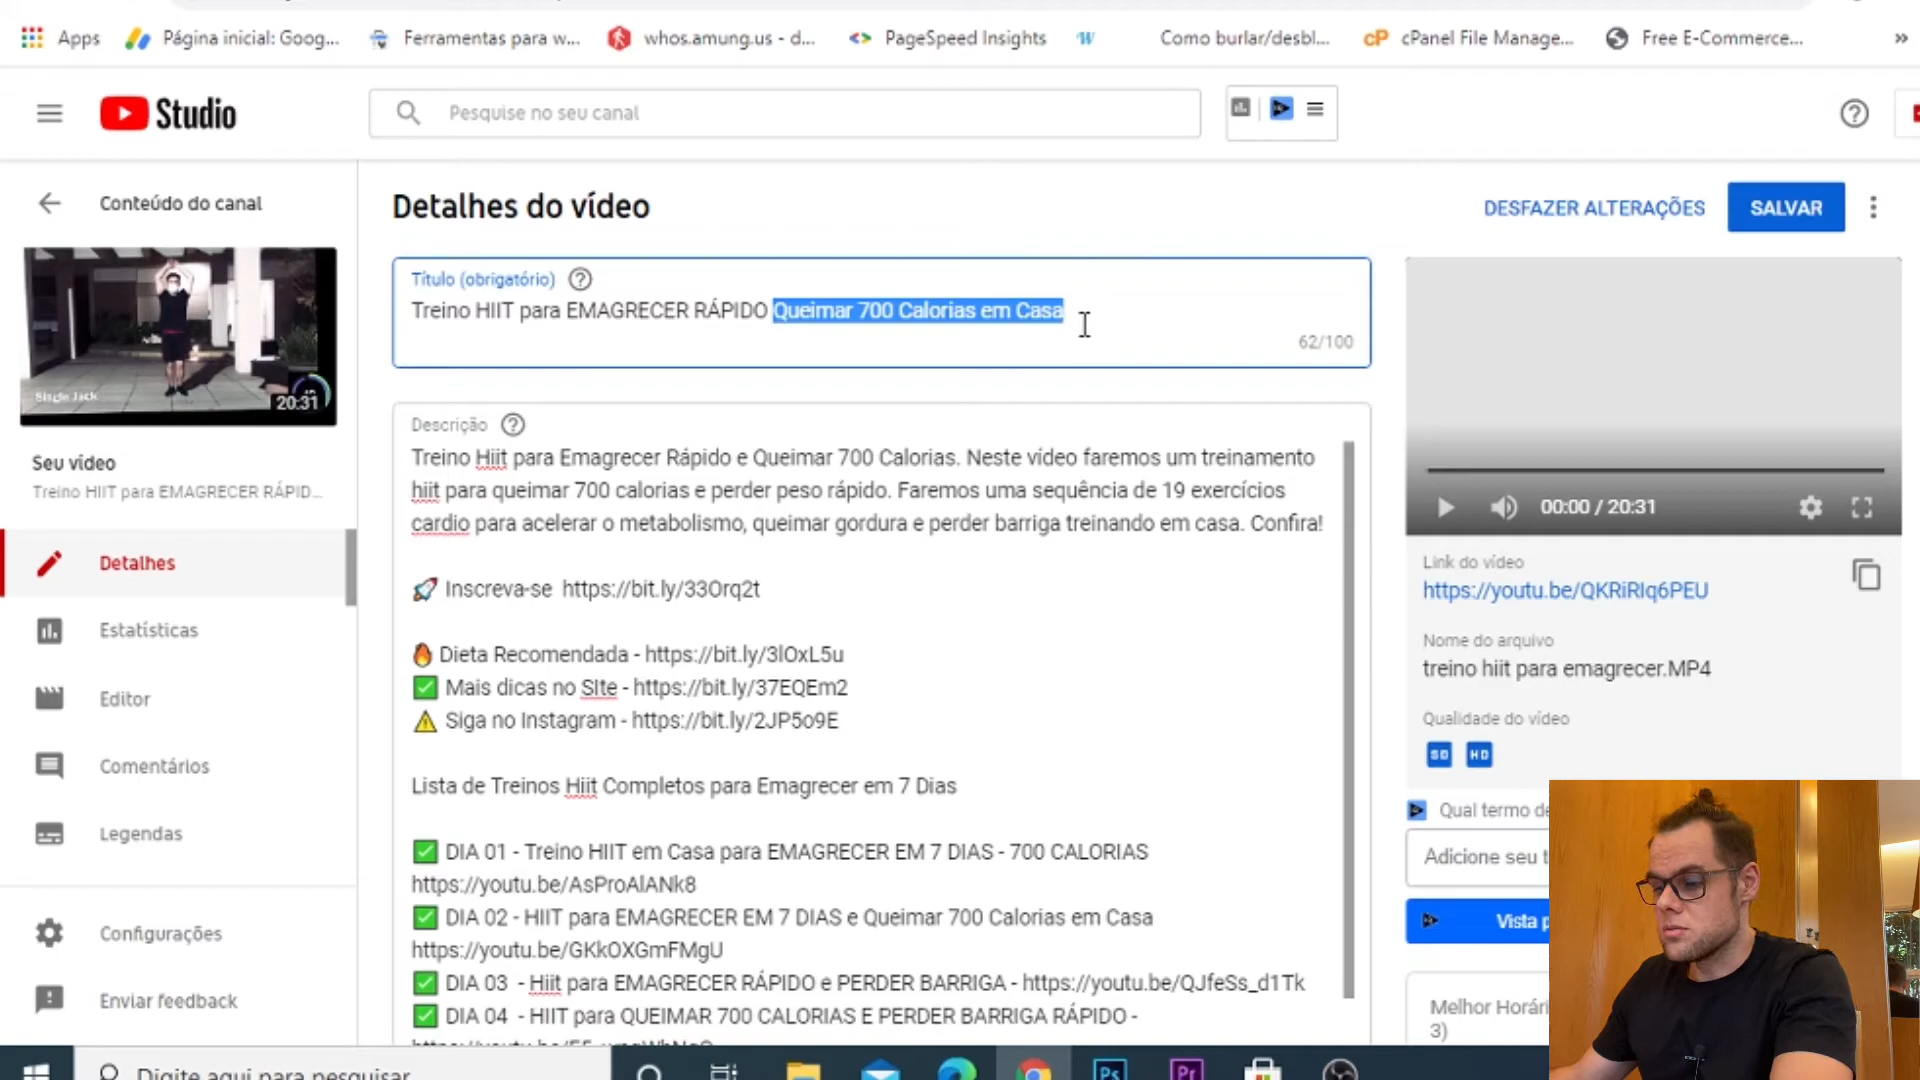 Apps Página inicial: Goog... Ferramentas para w... whos.amung.us - d... PageSpeed Insights Como burlar/desbl... cPanel File Manage... Free E-Commerce... »
Studio
Pesquise no seu canal
Conteúdo do canal
Detalhes do vídeo
DESFAZER ALTERAÇÕES
SALVAR
Título (obrigatório)
Treino HIIT para EMAGRECER RÁPIDO Queimar 700 Calorias em Casa
62/100
Single Jack
20:31
Seu vídeo
Treino HIIT para EMAGRECER RÁPID...
Detalhes
Estatísticas
Editor
Comentários
Legendas
Configurações
Enviar feedback
Descrição
Treino Hiit para Emagrecer Rápido e Queimar 700 Calorias. Neste vídeo faremos um treinamento
hiit para queimar 700 calorias e perder peso rápido. Faremos uma sequência de 19 exercícios
cardio para acelerar o metabolismo, queimar gordura e perder barriga treinando em casa. Confira!
🚀 Inscreva-se https://bit.ly/33Orq2t
🔥 Dieta Recomendada - https://bit.ly/3lOxL5u
✅ Mais dicas no SIte - https://bit.ly/37EQEm2
⚠ Siga no Instagram - https://bit.ly/2JP5o9E
Lista de Treinos Hiit Completos para Emagrecer em 7 Dias
✅ DIA 01 - Treino HIIT em Casa para EMAGRECER EM 7 DIAS - 700 CALORIAS
https://youtu.be/AsProAlANk8
✅ DIA 02 - HIIT para EMAGRECER EM 7 DIAS e Queimar 700 Calorias em Casa
https://youtu.be/GKkOXGmFMgU
✅ DIA 03 - Hiit para EMAGRECER RÁPIDO e PERDER BARRIGA - https://youtu.be/QJfeSs_d1Tk
✅ DIA 04 - HIIT para QUEIMAR 700 CALORIAS E PERDER BARRIGA RÁPIDO -
00:00 / 20:31
Link do vídeo
https://youtu.be/QKRiRIq6PEU
Nome do arquivo
treino hiit para emagrecer.MP4
Qualidade do vídeo
SD HD
Qual termo de
Adicione seu t
Vista p
Melhor Horári
3)
Digite aqui para pesquisar
Ps Pr